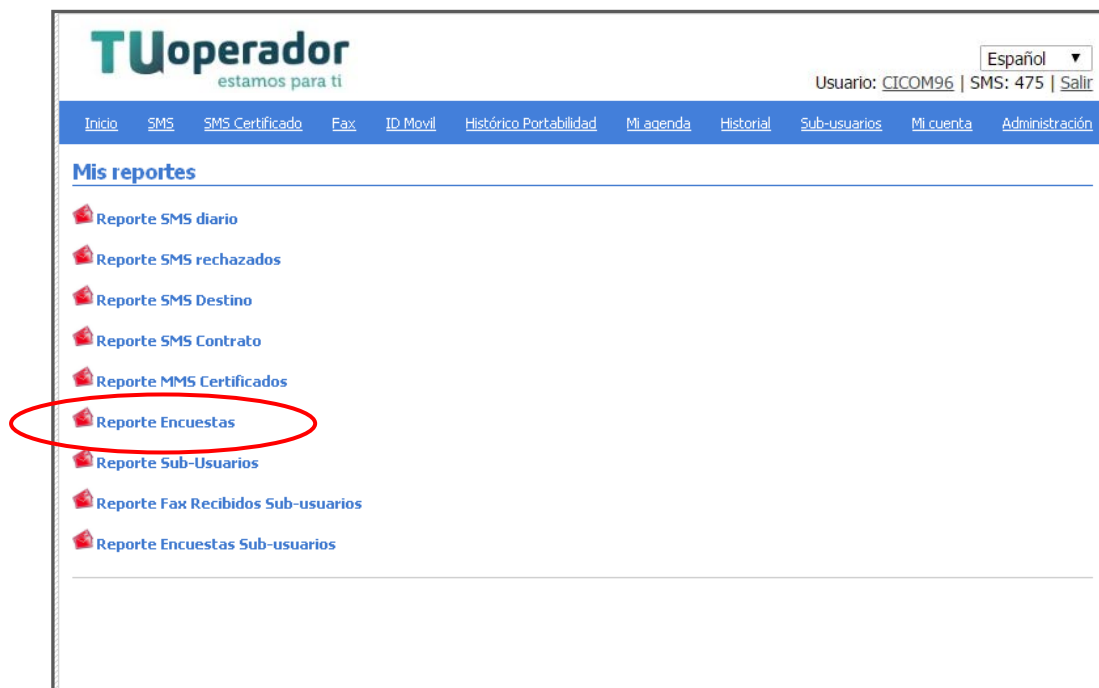 TUoperador
estamos para ti
Español ▼
Usuario: CICOM96 | SMS: 475 | Salir
Inicio SMS SMS Certificado Fax ID Movil Histórico Portabilidad Mi agenda Historial Sub-usuarios Mi cuenta Administración
Mis reportes
Reporte SMS diario
Reporte SMS rechazados
Reporte SMS Destino
Reporte SMS Contrato
Reporte MMS Certificados
Reporte Encuestas
Reporte Sub-Usuarios
Reporte Fax Recibidos Sub-usuarios
Reporte Encuestas Sub-usuarios